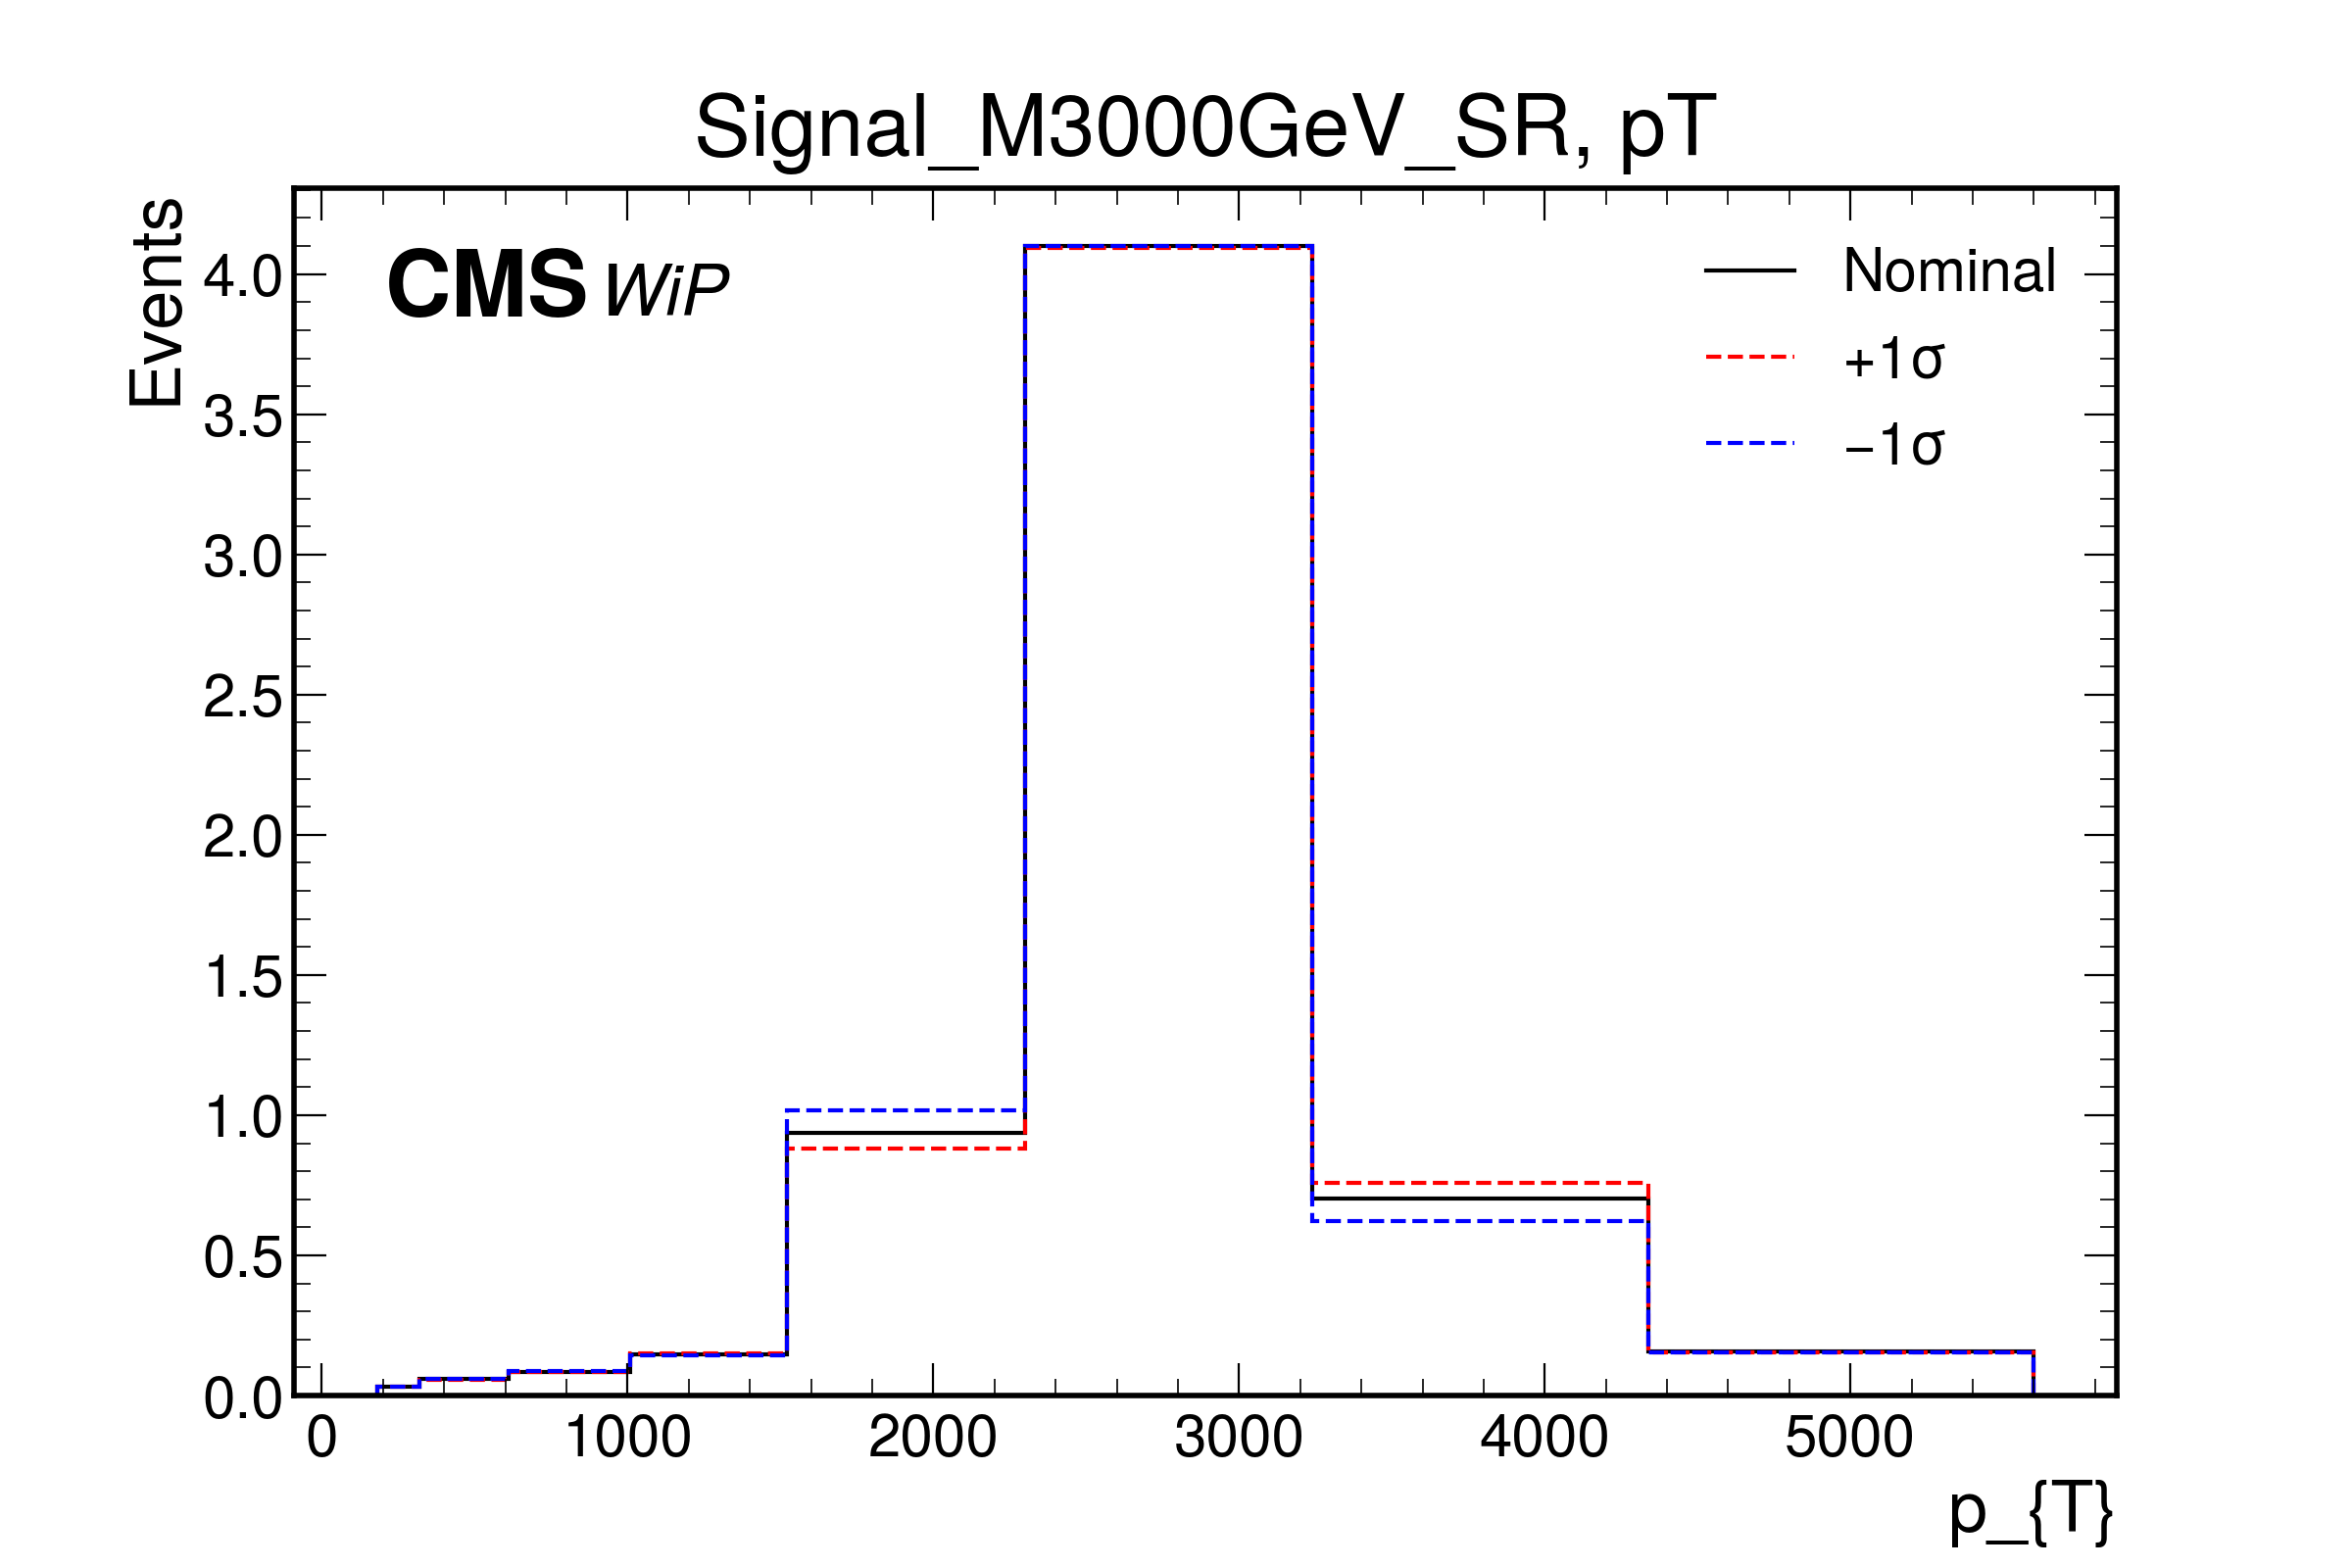 Signal_M3000GeV_SR, pT
Events
CMS WiP
Nominal
+1σ
−1σ
4.0
3.5
3.0
2.5
2.0
1.5
1.0
0.5
0.0
0 1000 2000 3000 4000 5000
p_{T}